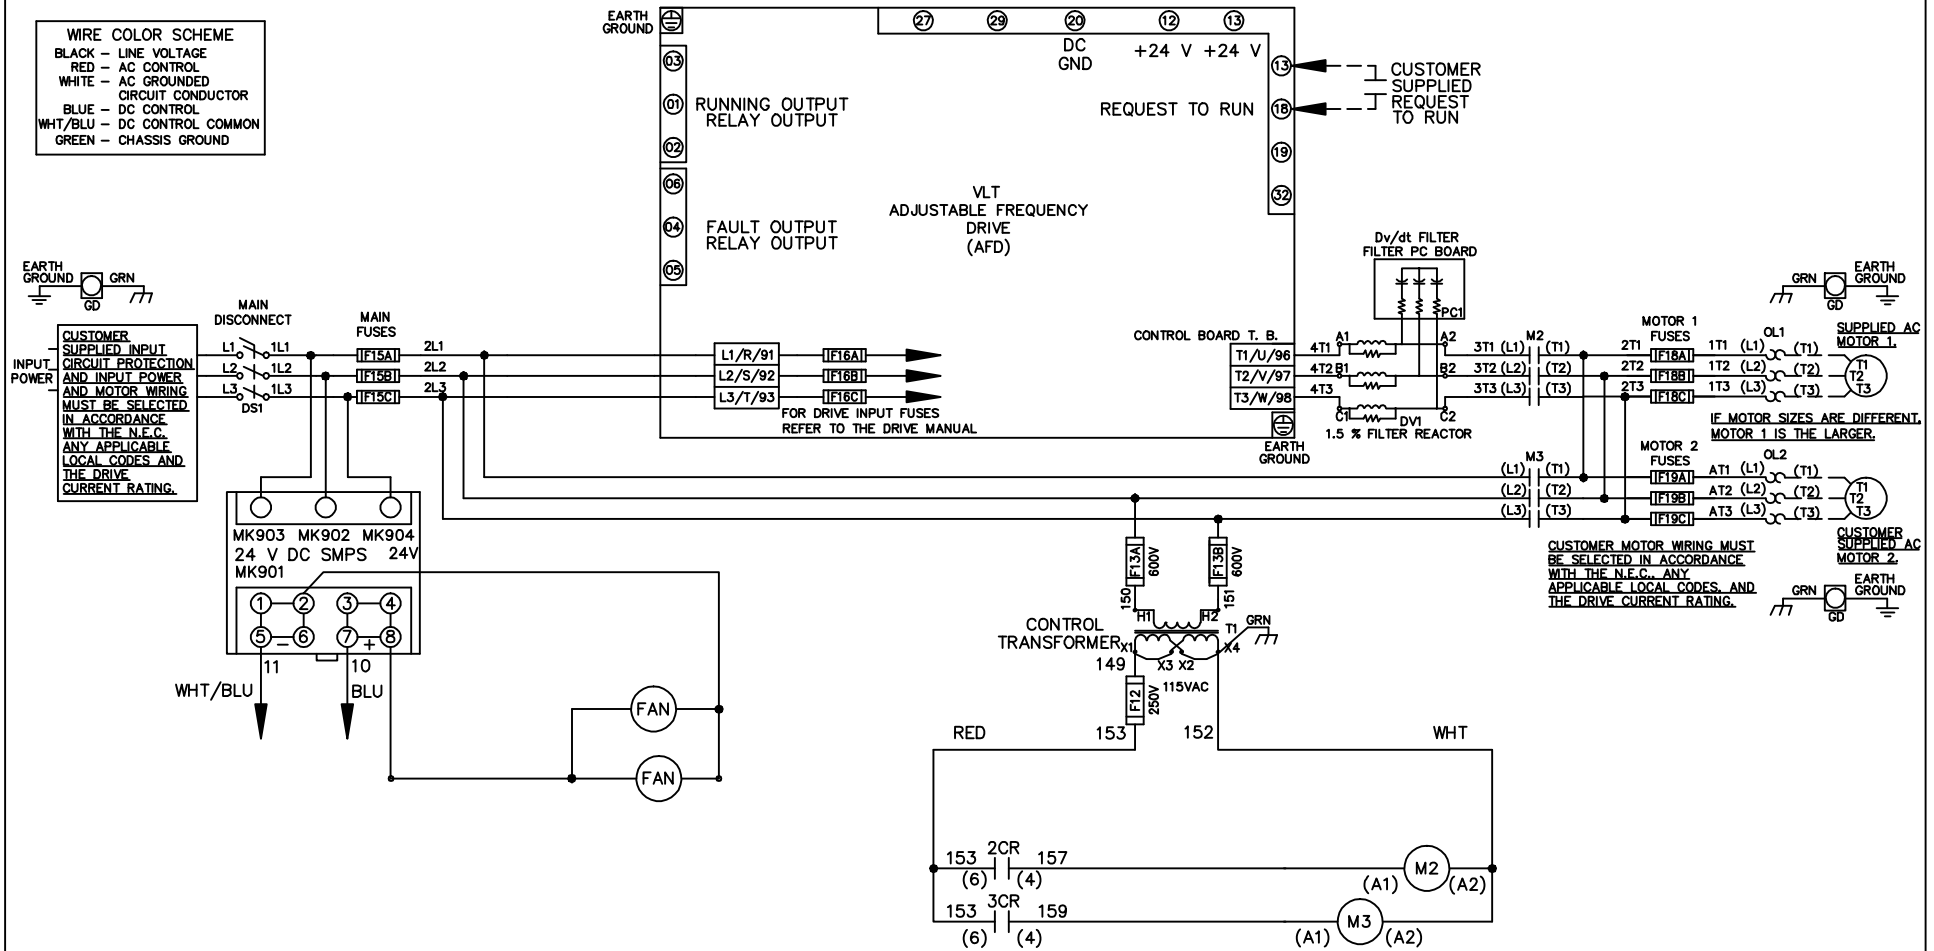 WIRE COLOR SCHEME
BLACK – LINE VOLTAGE
RED – AC CONTROL
WHITE – AC GROUNDED
CIRCUIT CONDUCTOR
BLUE – DC CONTROL
WHT/BLU – DC CONTROL COMMON
GREEN – CHASSIS GROUND
EARTH
GROUND
27 29 20 12 13
DC
GND
+24 V +24 V
03
01
02
RUNNING OUTPUT
RELAY OUTPUT
06
04
05
FAULT OUTPUT
RELAY OUTPUT
VLT
ADJUSTABLE FREQUENCY
DRIVE
(AFD)
REQUEST TO RUN
13
18
19
32
CUSTOMER
SUPPLIED
REQUEST
TO RUN
EARTH
GROUND
GRN
GD
INPUT
POWER
CUSTOMER
SUPPLIED INPUT
CIRCUIT PROTECTION
AND INPUT POWER
AND MOTOR WIRING
MUST BE SELECTED
IN ACCORDANCE
WITH THE N.E.C.
ANY APPLICABLE
LOCAL CODES AND
THE DRIVE
CURRENT RATING.
MAIN
DISCONNECT
L1 1L1
L2 1L2
L3 1L3
DS1
MAIN
FUSES
F15A 2L1
F15B 2L2
F15C 2L3
L1/R/91 F16A
L2/S/92 F16B
L3/T/93 F16C
FOR DRIVE INPUT FUSES
REFER TO THE DRIVE MANUAL
CONTROL BOARD T. B.
T1/U/96
T2/V/97
T3/W/98
EARTH
GROUND
Dv/dt FILTER
FILTER PC BOARD
PC1
4T1 A1 A2
4T2 B1 B2
4T3 C1 C2
DV1
1.5 % FILTER REACTOR
M2
3T1 (L1) (T1)
3T2 (L2) (T2)
3T3 (L3) (T3)
MOTOR 1
FUSES
2T1 F18A 1T1 (L1) (T1)
2T2 F18B 1T2 (L2) (T2)
2T3 F18C 1T3 (L3) (T3)
OL1
GRN
GD
EARTH
GROUND
SUPPLIED AC
MOTOR 1.
T1
T2
T3
IF MOTOR SIZES ARE DIFFERENT,
MOTOR 1 IS THE LARGER.
M3
(L1) (T1)
(L2) (T2)
(L3) (T3)
MOTOR 2
FUSES
F19A AT1 (L1) (T1)
F19B AT2 (L2) (T2)
F19C AT3 (L3) (T3)
OL2
T1
T2
T3
CUSTOMER
SUPPLIED AC
MOTOR 2.
CUSTOMER MOTOR WIRING MUST
BE SELECTED IN ACCORDANCE
WITH THE N.E.C., ANY
APPLICABLE LOCAL CODES, AND
THE DRIVE CURRENT RATING.
GRN
GD
EARTH
GROUND
MK903 MK902 MK904
24 V DC SMPS 24V
MK901
1 2 3 4
5 – 6 7 + 8
11 10
WHT/BLU BLU
FAN
FAN
F13A 600V
F13B 600V
150 151
H1 H2
CONTROL
TRANSFORMER
T1
GRN
X1 X3 X2 X4
149
115VAC
F12 250V
153 152
RED WHT
153 2CR 157
(6) (4)
M2
(A1) (A2)
153 3CR 159
(6) (4)
M3
(A1) (A2)